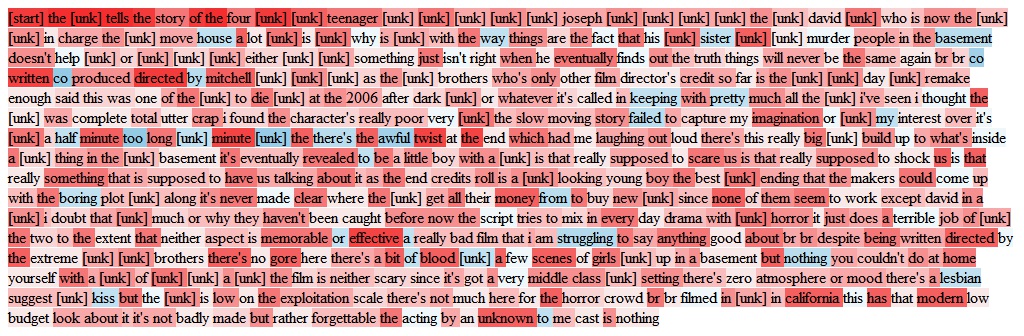 [start] the [unk] tells the story of the four [unk] [unk] teenager [unk] [unk] [unk] [unk] [unk] joseph [unk] [unk] [unk] [unk] the [unk] david [unk] who is now the [unk]
[unk] in charge the [unk] move house a lot [unk] is [unk] why is [unk] with the way things are the fact that his [unk] sister [unk] [unk] murder people in the basement
doesn't help [unk] or [unk] [unk] [unk] either [unk] [unk] something just isn't right when he eventually finds out the truth things will never be the same again br br co
written co produced directed by mitchell [unk] [unk] [unk] as the [unk] brothers who's only other film director's credit so far is the [unk] [unk] day [unk] remake
enough said this was one of the [unk] to die [unk] at the 2006 after dark [unk] or whatever it's called in keeping with pretty much all the [unk] i've seen i thought the
[unk] was complete total utter crap i found the character's really poor very [unk] the slow moving story failed to capture my imagination or [unk] my interest over it's
[unk] a half minute too long [unk] minute [unk] the there's the awful twist at the end which had me laughing out loud there's this really big [unk] build up to what's inside
a [unk] thing in the [unk] basement it's eventually revealed to be a little boy with a [unk] is that really supposed to scare us is that really supposed to shock us is that
really something that is supposed to have us talking about it as the end credits roll is a [unk] looking young boy the best [unk] ending that the makers could come up
with the boring plot [unk] along it's never made clear where the [unk] get all their money from to buy new [unk] since none of them seem to work except david in a
[unk] i doubt that [unk] much or why they haven't been caught before now the script tries to mix in every day drama with [unk] horror it just does a terrible job of [unk]
the two to the extent that neither aspect is memorable or effective a really bad film that i am struggling to say anything good about br br despite being written directed by
the extreme [unk] [unk] brothers there's no gore here there's a bit of blood [unk] a few scenes of girls [unk] up in a basement but nothing you couldn't do at home
yourself with a [unk] of [unk] [unk] a [unk] the film is neither scary since it's got a very middle class [unk] setting there's zero atmosphere or mood there's a lesbian
suggest [unk] kiss but the [unk] is low on the exploitation scale there's not much here for the horror crowd br br filmed in [unk] in california this has that modern low
budget look about it it's not badly made but rather forgettable the acting by an unknown to me cast is nothing